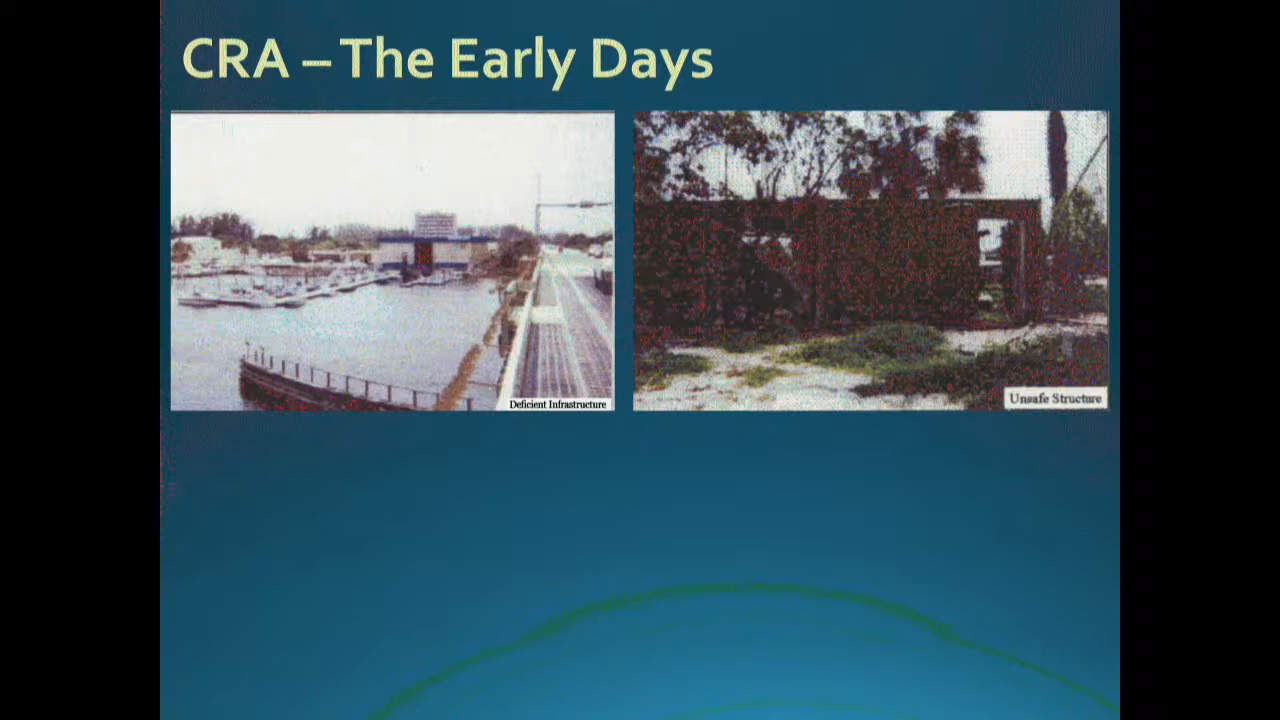 CRA – The Early Days
Deficient Infrastructure
Unsafe Structure